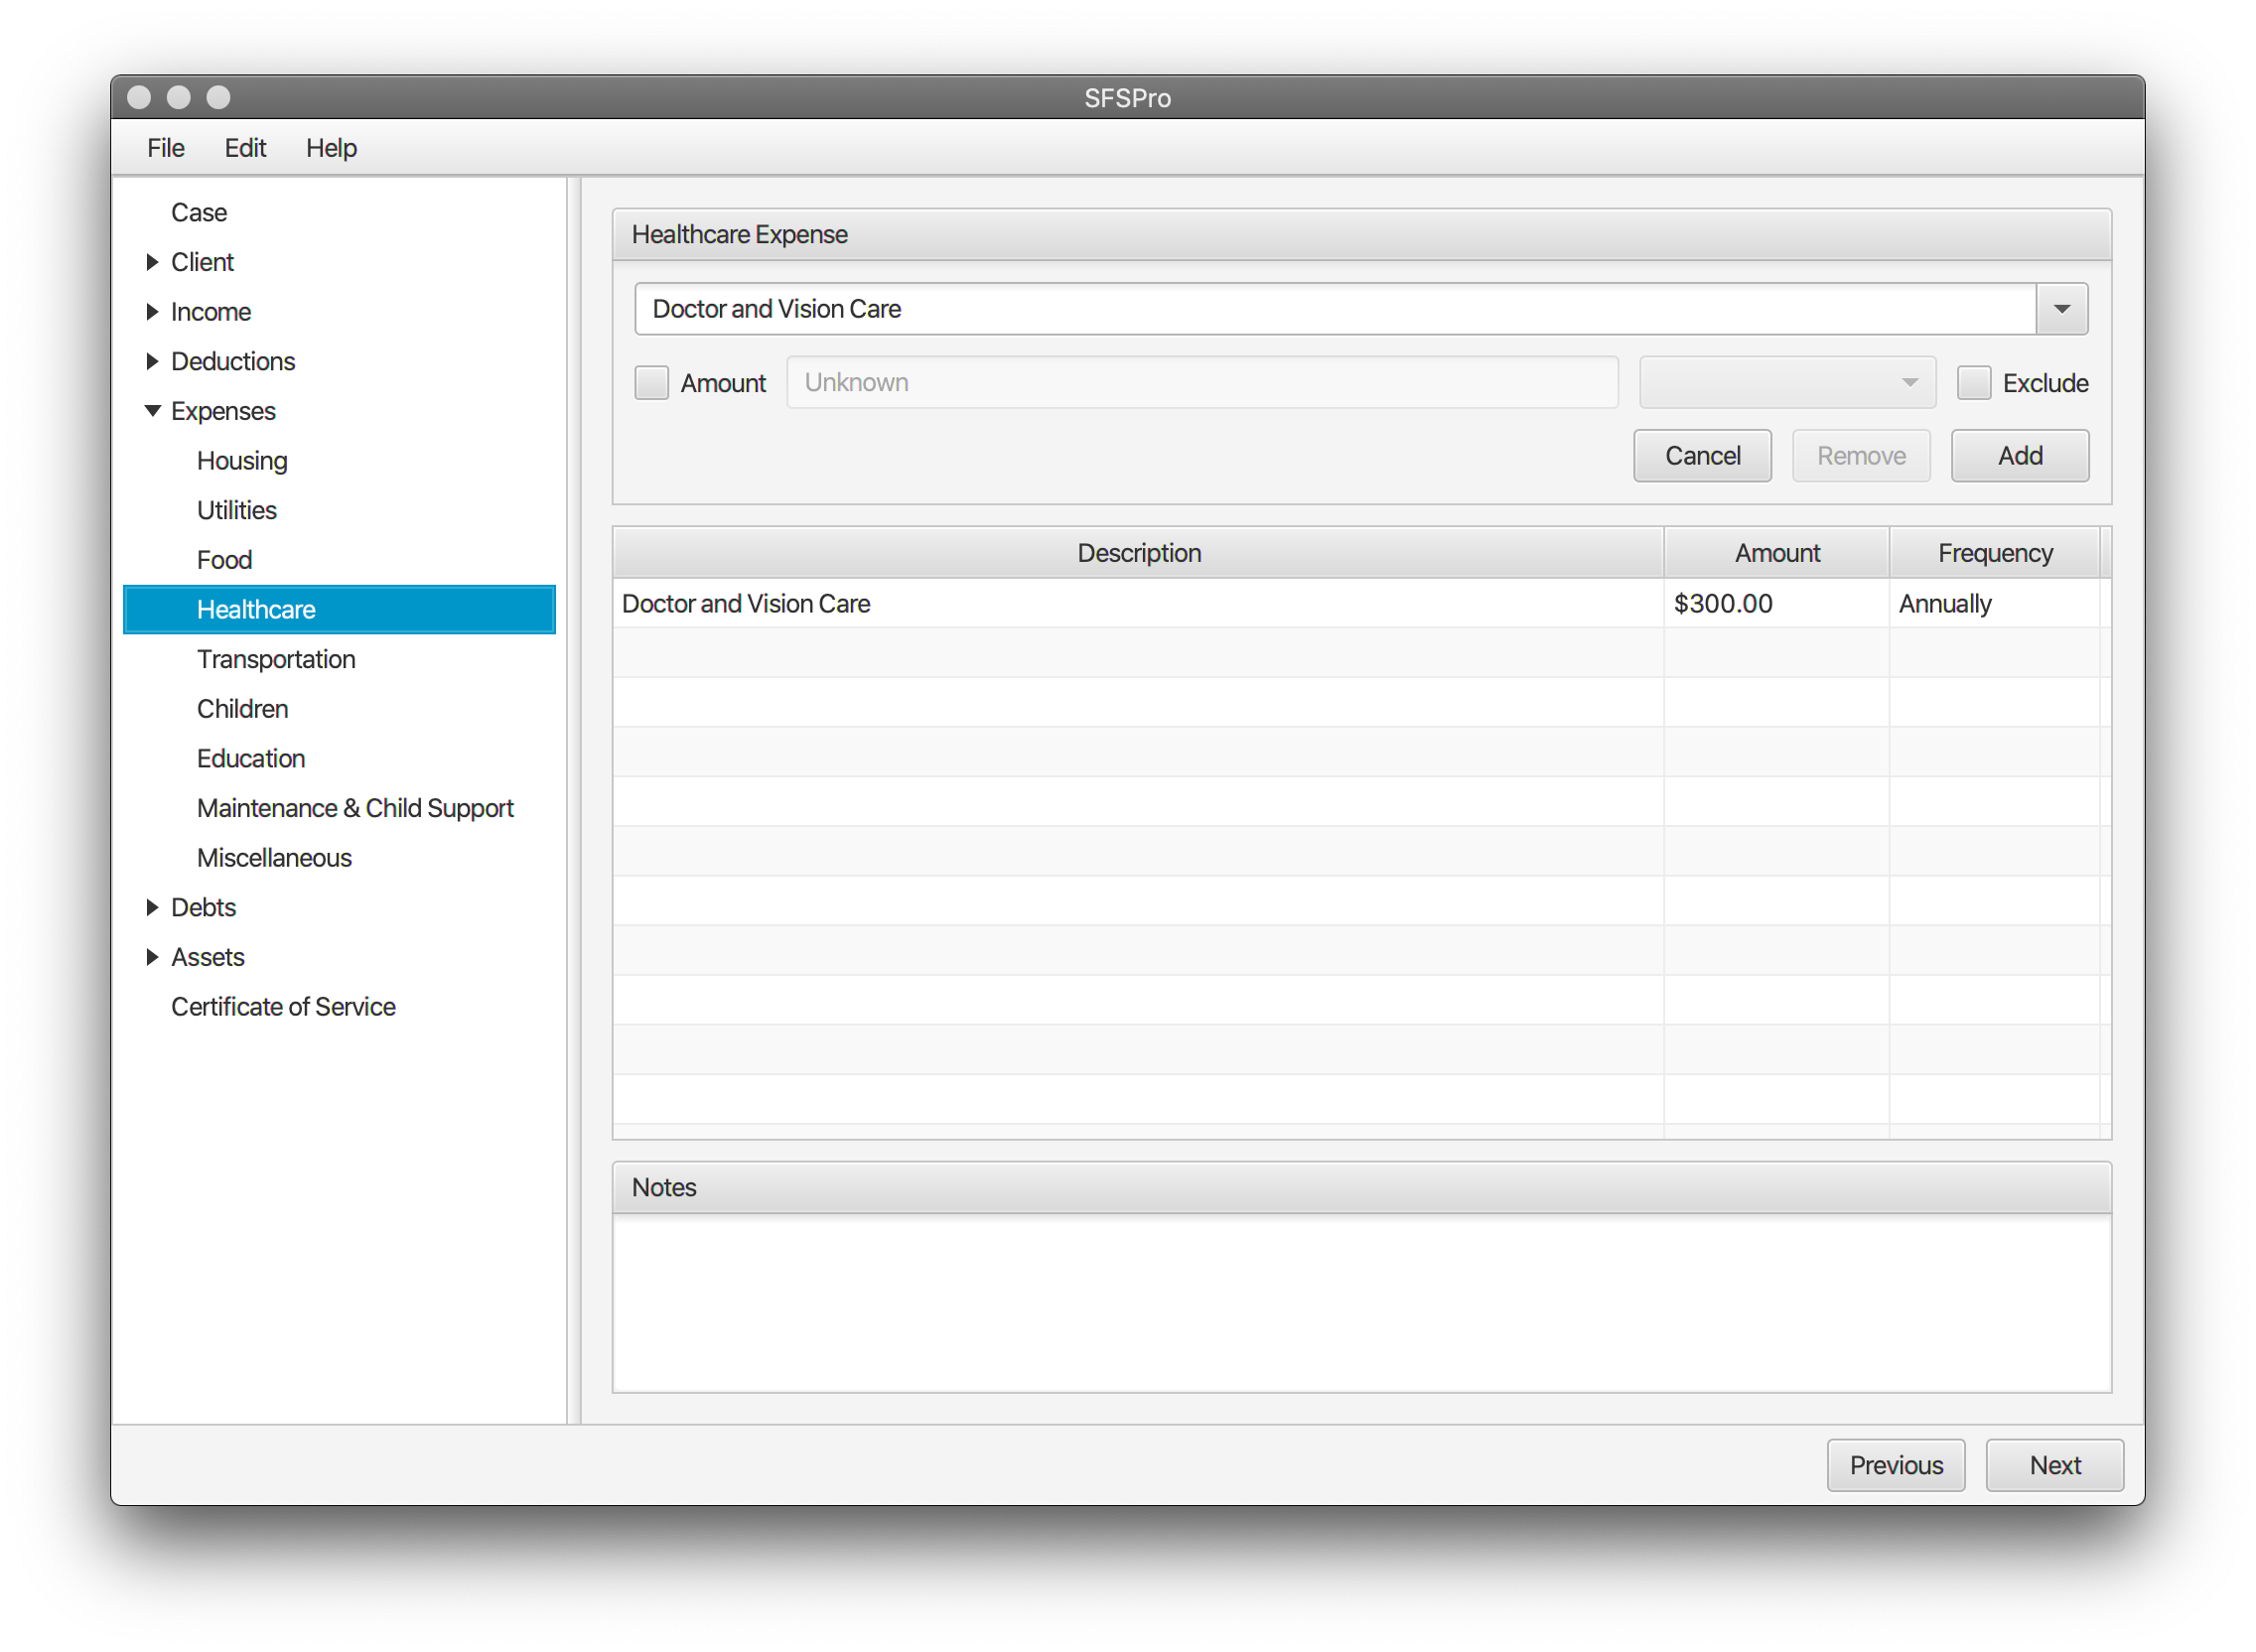 SFSPro
File Edit Help
Case
Client
Income
Deductions
Expenses
Housing
Utilities
Food
Healthcare
Transportation
Children
Education
Maintenance & Child Support
Miscellaneous
Debts
Assets
Certificate of Service
Healthcare Expense
Doctor and Vision Care
Amount Unknown Exclude
Cancel Remove Add
Description Amount Frequency
Doctor and Vision Care $300.00 Annually
Notes
Previous Next